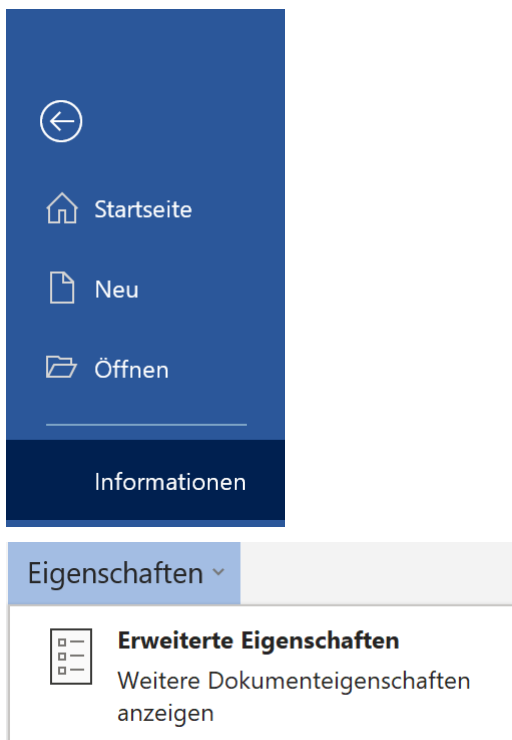 Startseite
Neu
Öffnen
Informationen
Eigenschaften
Erweiterte Eigenschaften
Weitere Dokumenteigenschaften
anzeigen